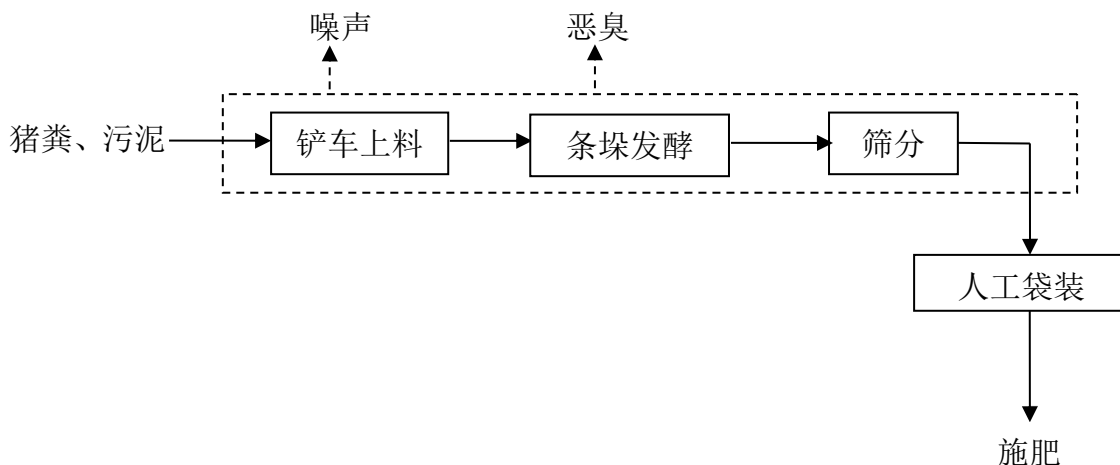 噪声
恶臭
猪粪、污泥
铲车上料
条垛发酵
筛分
人工袋装
施肥